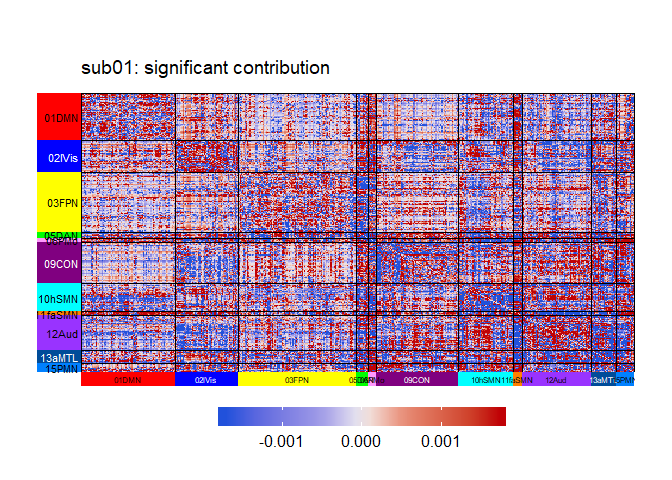 sub01: significant contribution
01DMN
02lVis
03FPN
05DAN
09CON
10hSMN
11faSMN
12Aud
13aMTL
15PMN
01DMN 02lVis 03FPN 09CON 10hSMN 11faSMN 12Aud
-0.001 0.000 0.001